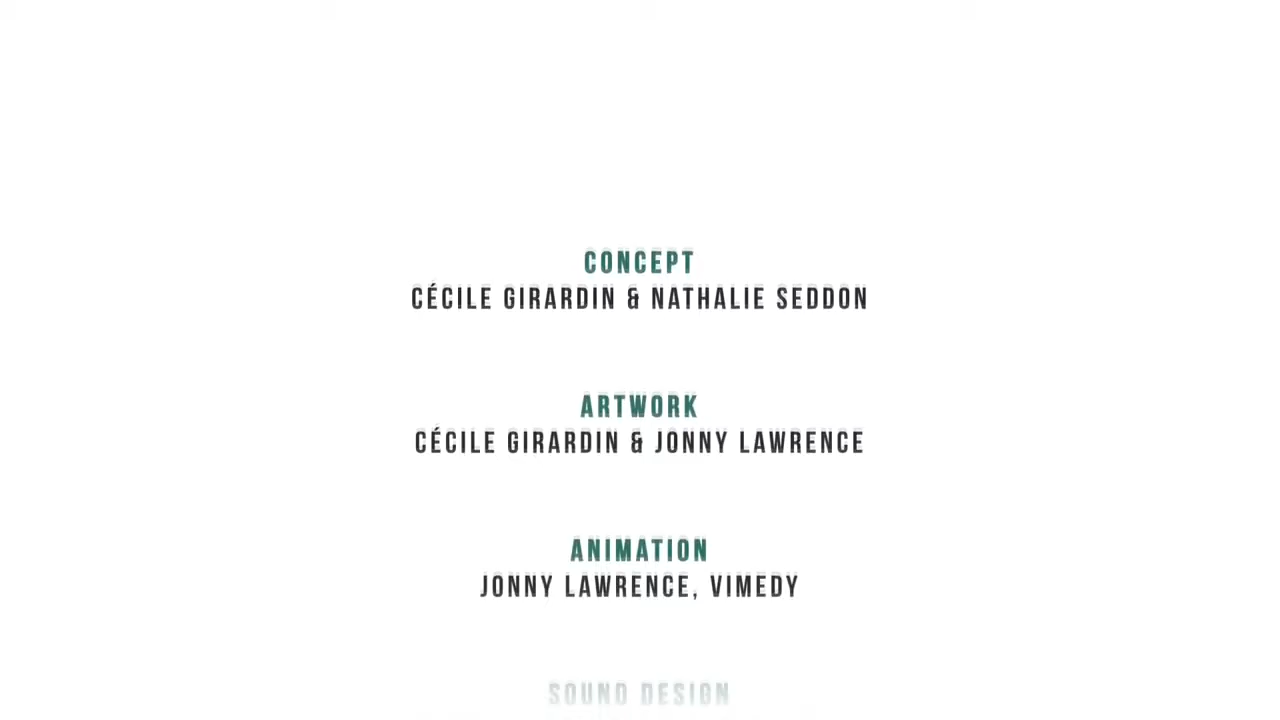 CONCEPT
CÉCILE GIRARDIN & NATHALIE SEDDON
ARTWORK
CÉCILE GIRARDIN & JONNY LAWRENCE
ANIMATION
JONNY LAWRENCE, VIMEDY
SOUND DESIGN